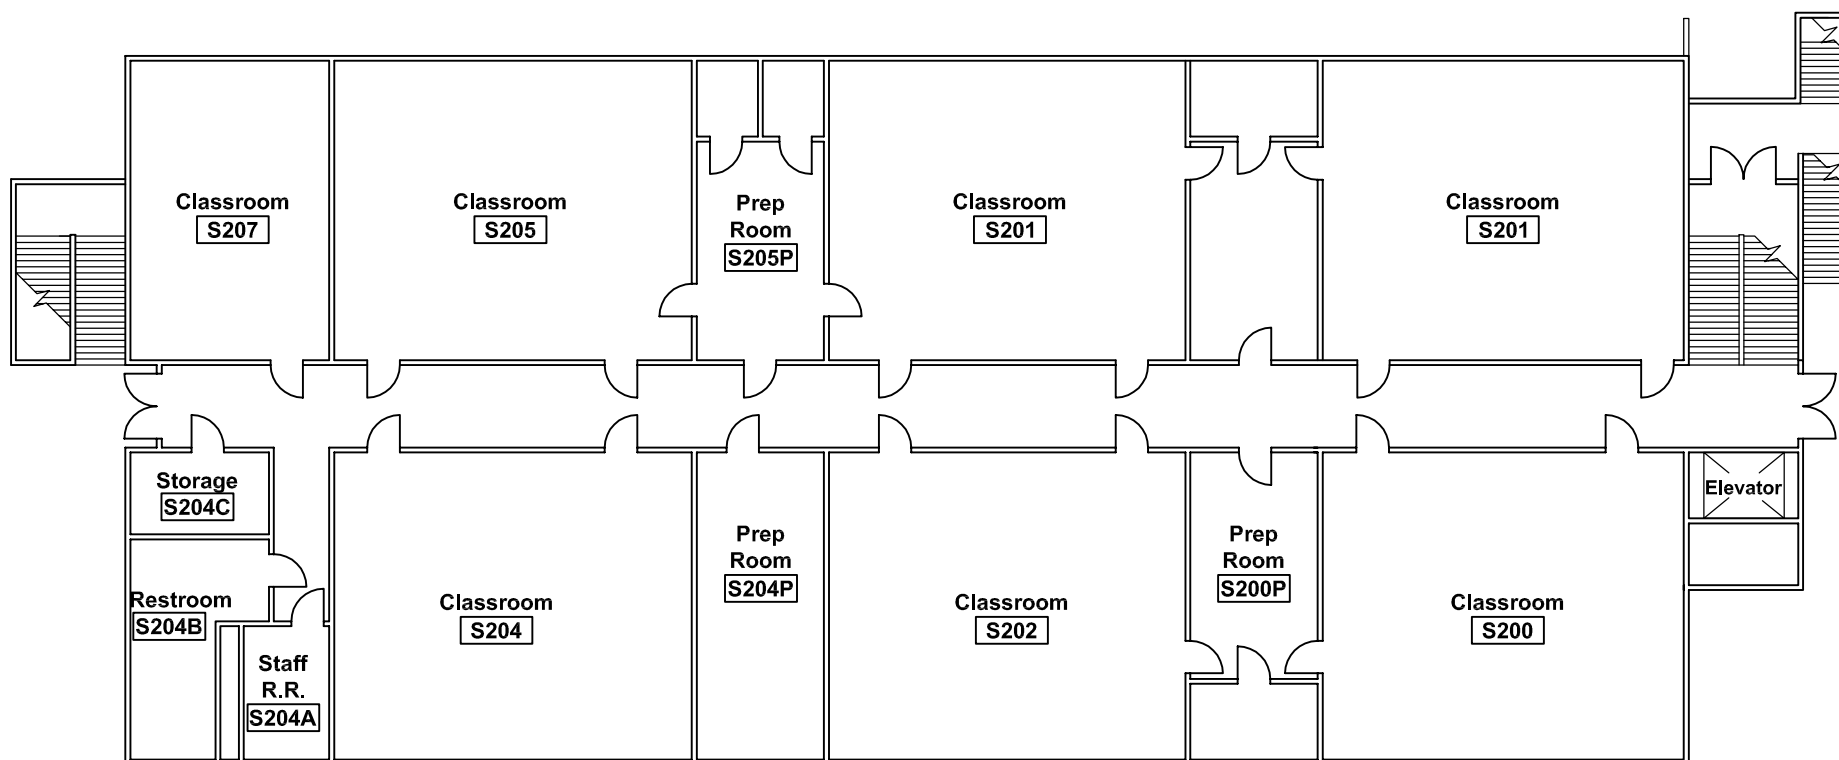 Classroom
S207
Classroom
S205
Prep
Room
S205P
Classroom
S201
Classroom
S201
Storage
S204C
Restroom
S204B
Staff
R.R.
S204A
Classroom
S204
Prep
Room
S204P
Classroom
S202
Prep
Room
S200P
Classroom
S200
Elevator